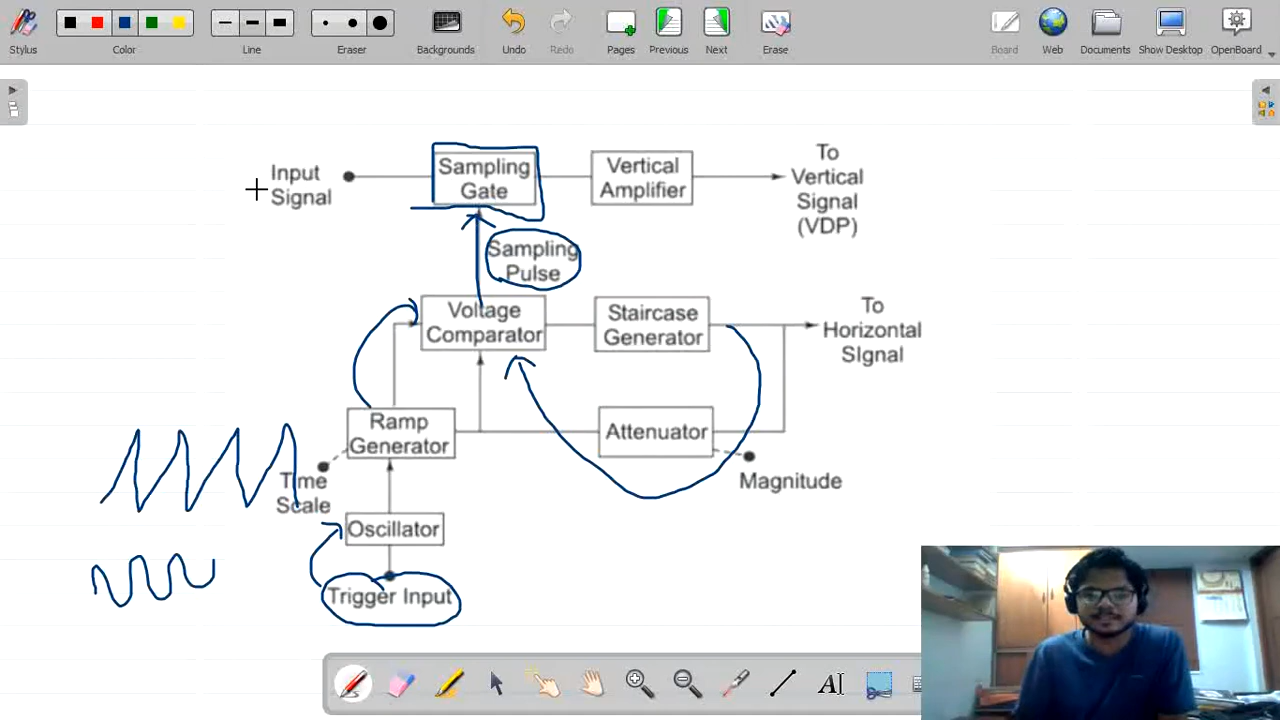 Stylus
Color
Line
Eraser
Backgrounds
Undo
Redo
Pages
Previous
Next
Erase
Board
Web
Documents
Show Desktop
OpenBoard
Input
Signal
Sampling
Gate
Vertical
Amplifier
To
Vertical
Signal
(VDP)
Sampling
Pulse
Voltage
Comparator
Staircase
Generator
To
Horizontal
SIgnal
Ramp
Generator
Attenuator
Time
Scale
Magnitude
Oscillator
Trigger Input